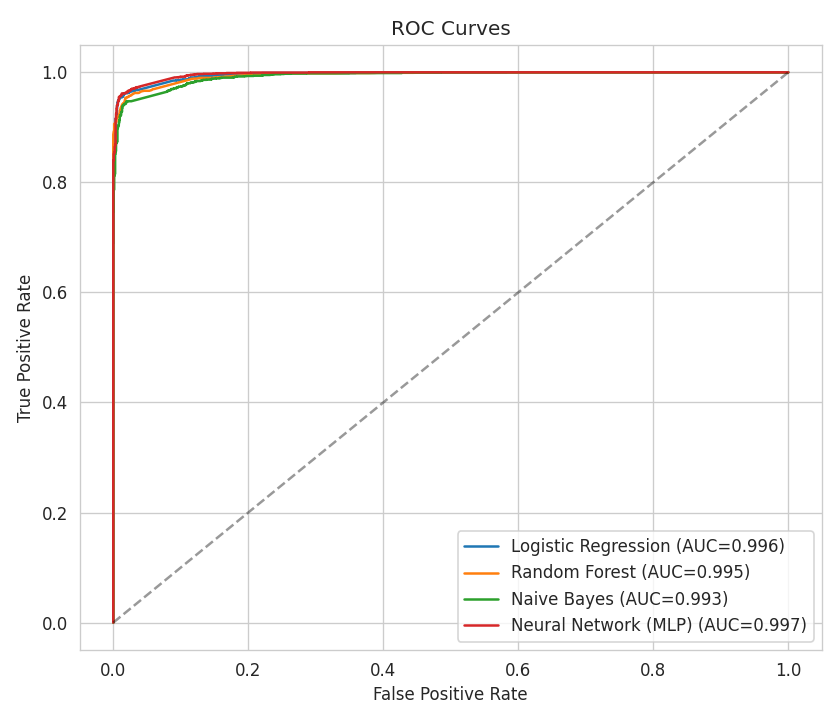 ROC Curves
True Positive Rate
1.0
0.8
0.6
0.4
0.2
0.0
Logistic Regression (AUC=0.996)
Random Forest (AUC=0.995)
Naive Bayes (AUC=0.993)
Neural Network (MLP) (AUC=0.997)
0.0 0.2 0.4 0.6 0.8 1.0
False Positive Rate